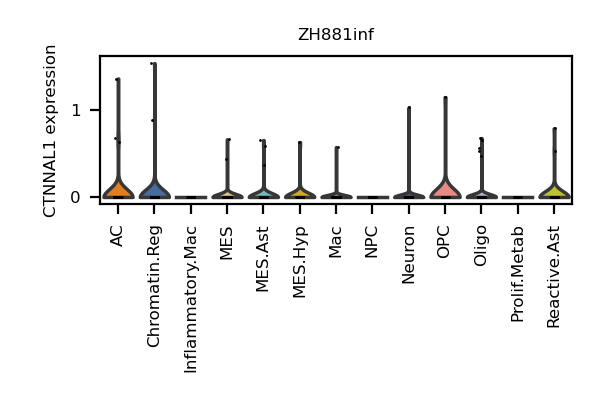 ZH881inf
CTNNAL1 expression
1
0
AC
Chromatin.Reg
Inflammatory.Mac
MES
MES.Ast
MES.Hyp
Mac
NPC
Neuron
OPC
Oligo
Prolif.Metab
Reactive.Ast